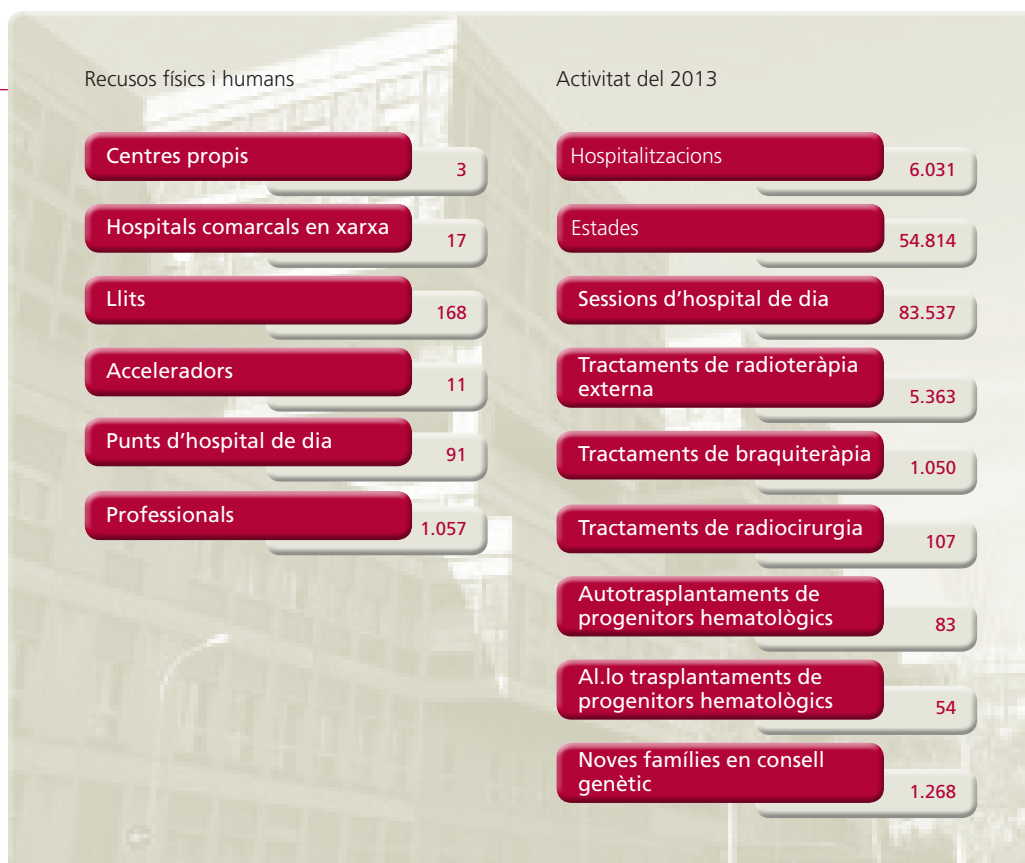 Recusos físics i humans
Centres propis
3
Hospitals comarcals en xarxa
17
Llits
168
Acceleradors
11
Punts d’hospital de dia
91
Professionals
1.057
Activitat del 2013
Hospitalitzacions
6.031
Estades
54.814
Sessions d’hospital de dia
83.537
Tractaments de radioteràpia
externa
5.363
Tractaments de braquiteràpia
1.050
Tractaments de radiocirurgia
107
Autotrasplantaments de
progenitors hematològics
83
Al.lo trasplantaments de
progenitors hematològics
54
Noves famílies en consell
genètic
1.268